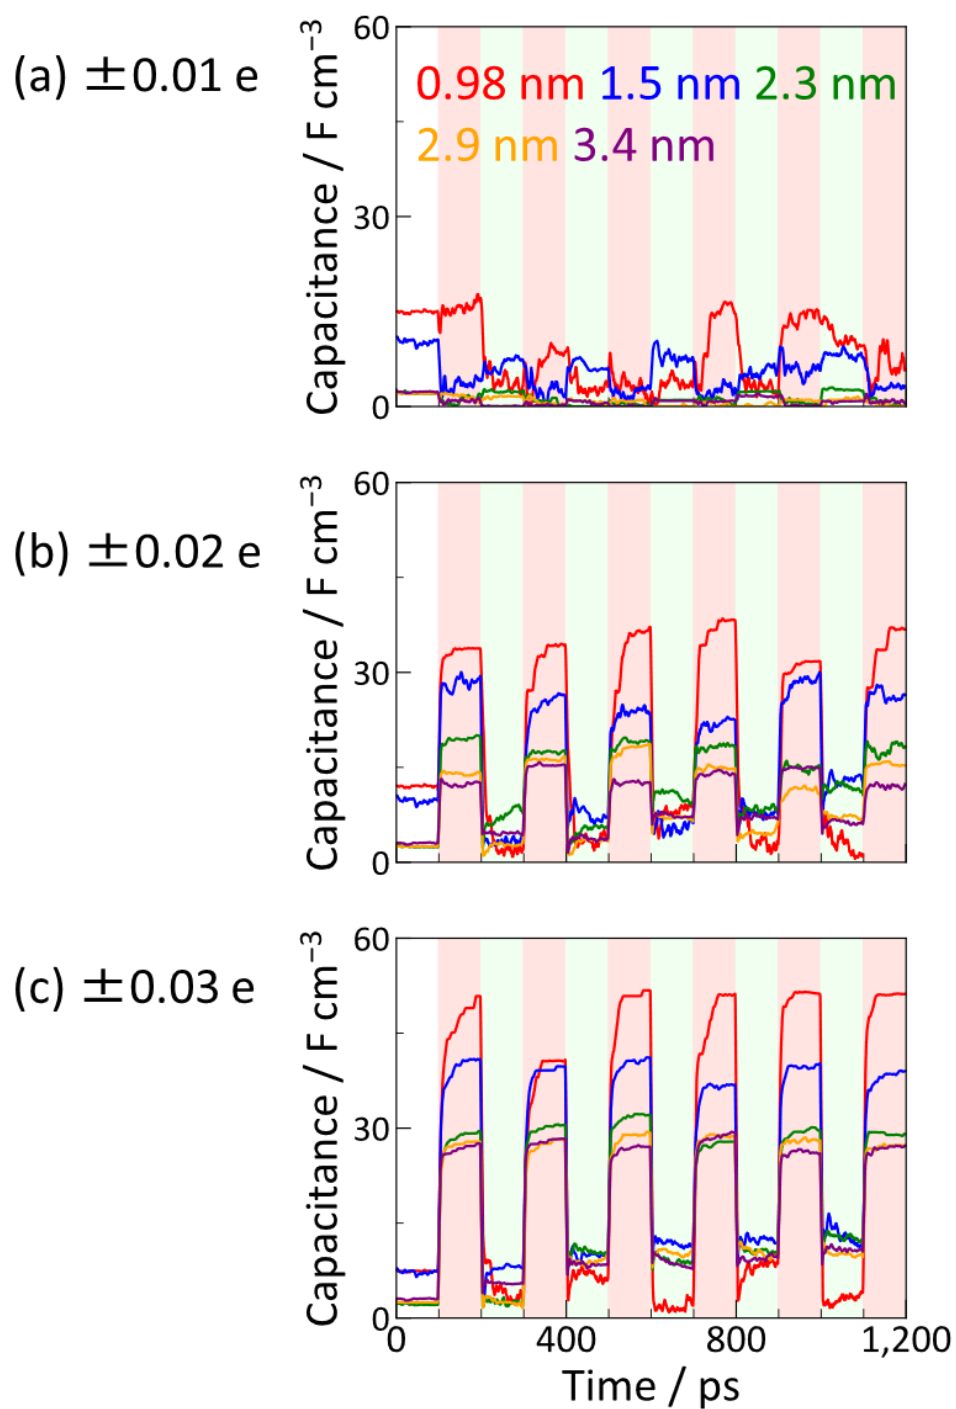 (a) ±0.01 e
Capacitance / F cm⁻³
60
30
0
0.98 nm 1.5 nm 2.3 nm
2.9 nm 3.4 nm
(b) ±0.02 e
Capacitance / F cm⁻³
60
30
0
(c) ±0.03 e
Capacitance / F cm⁻³
60
30
0
0 400 800 1,200
Time / ps